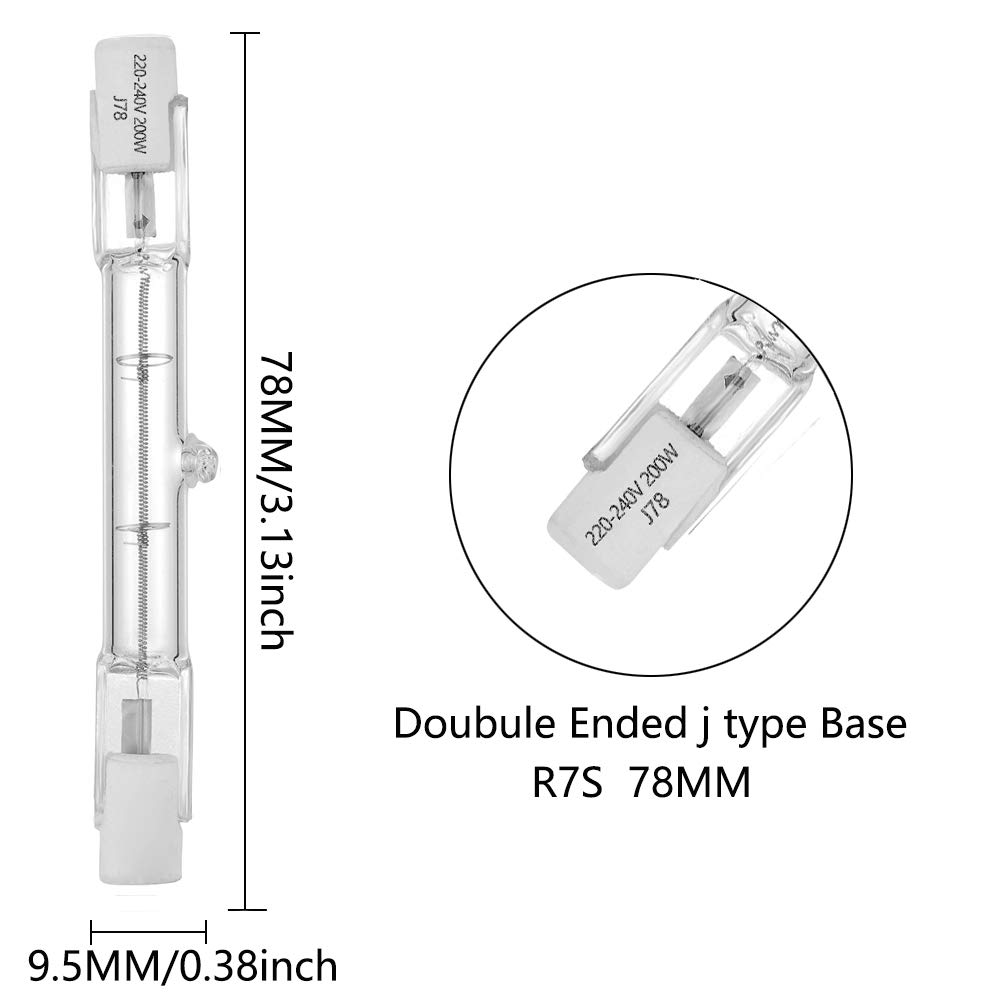 220-240V 200W
J78
78MM/3.13inch
220-240V 200W
J78
Doubule Ended j type Base
R7S 78MM
9.5MM/0.38inch